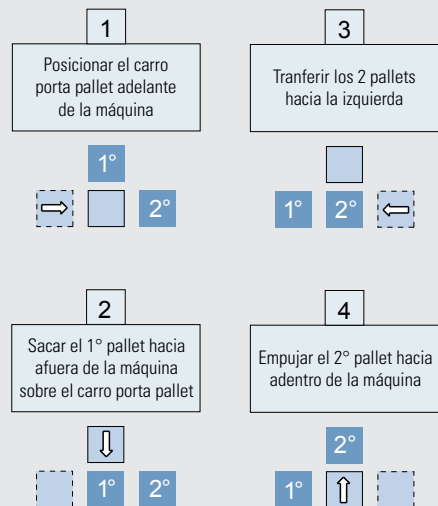 1
Posicionar el carro
porta pallet adelante
de la máquina
1°
2°
2
Sacar el 1° pallet hacia
afuera de la máquina
sobre el carro porta pallet
1° 2°
3
Tranferir los 2 pallets
hacia la izquierda
1° 2°
4
Empujar el 2° pallet hacia
adentro de la máquina
2°
1°